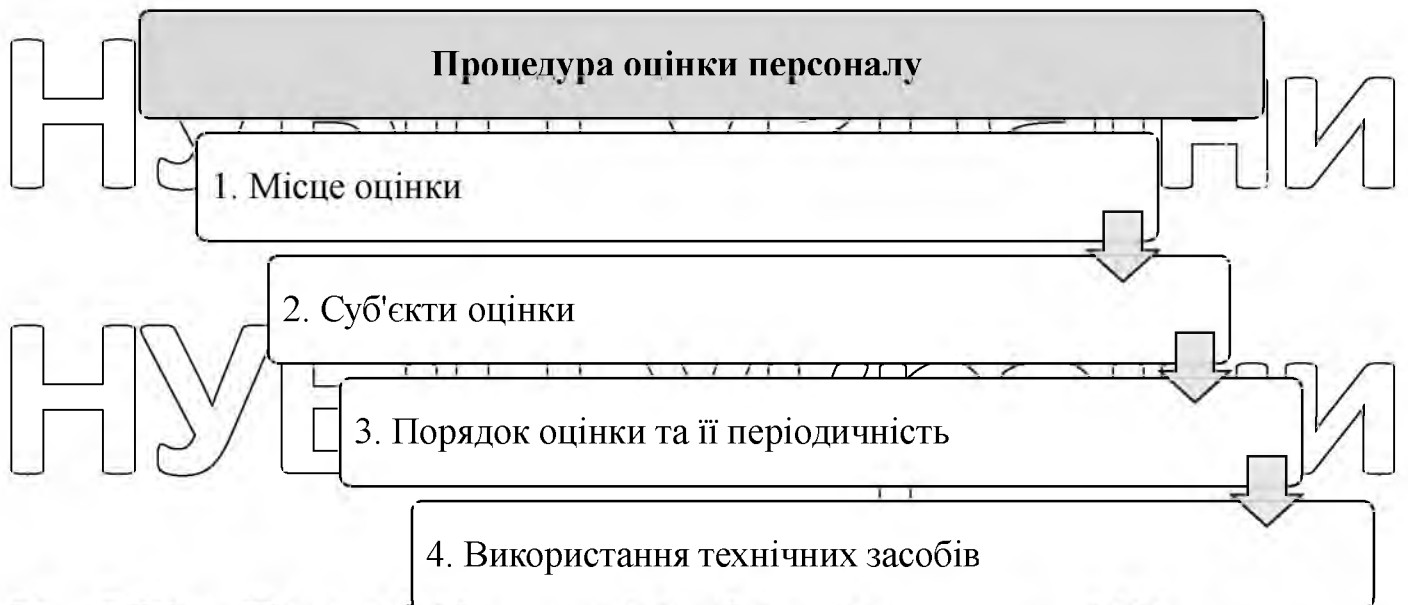 Процедура оцінки персоналу
1. Місце оцінки
2. Суб'єкти оцінки
3. Порядок оцінки та її періодичність
4. Використання технічних засобів